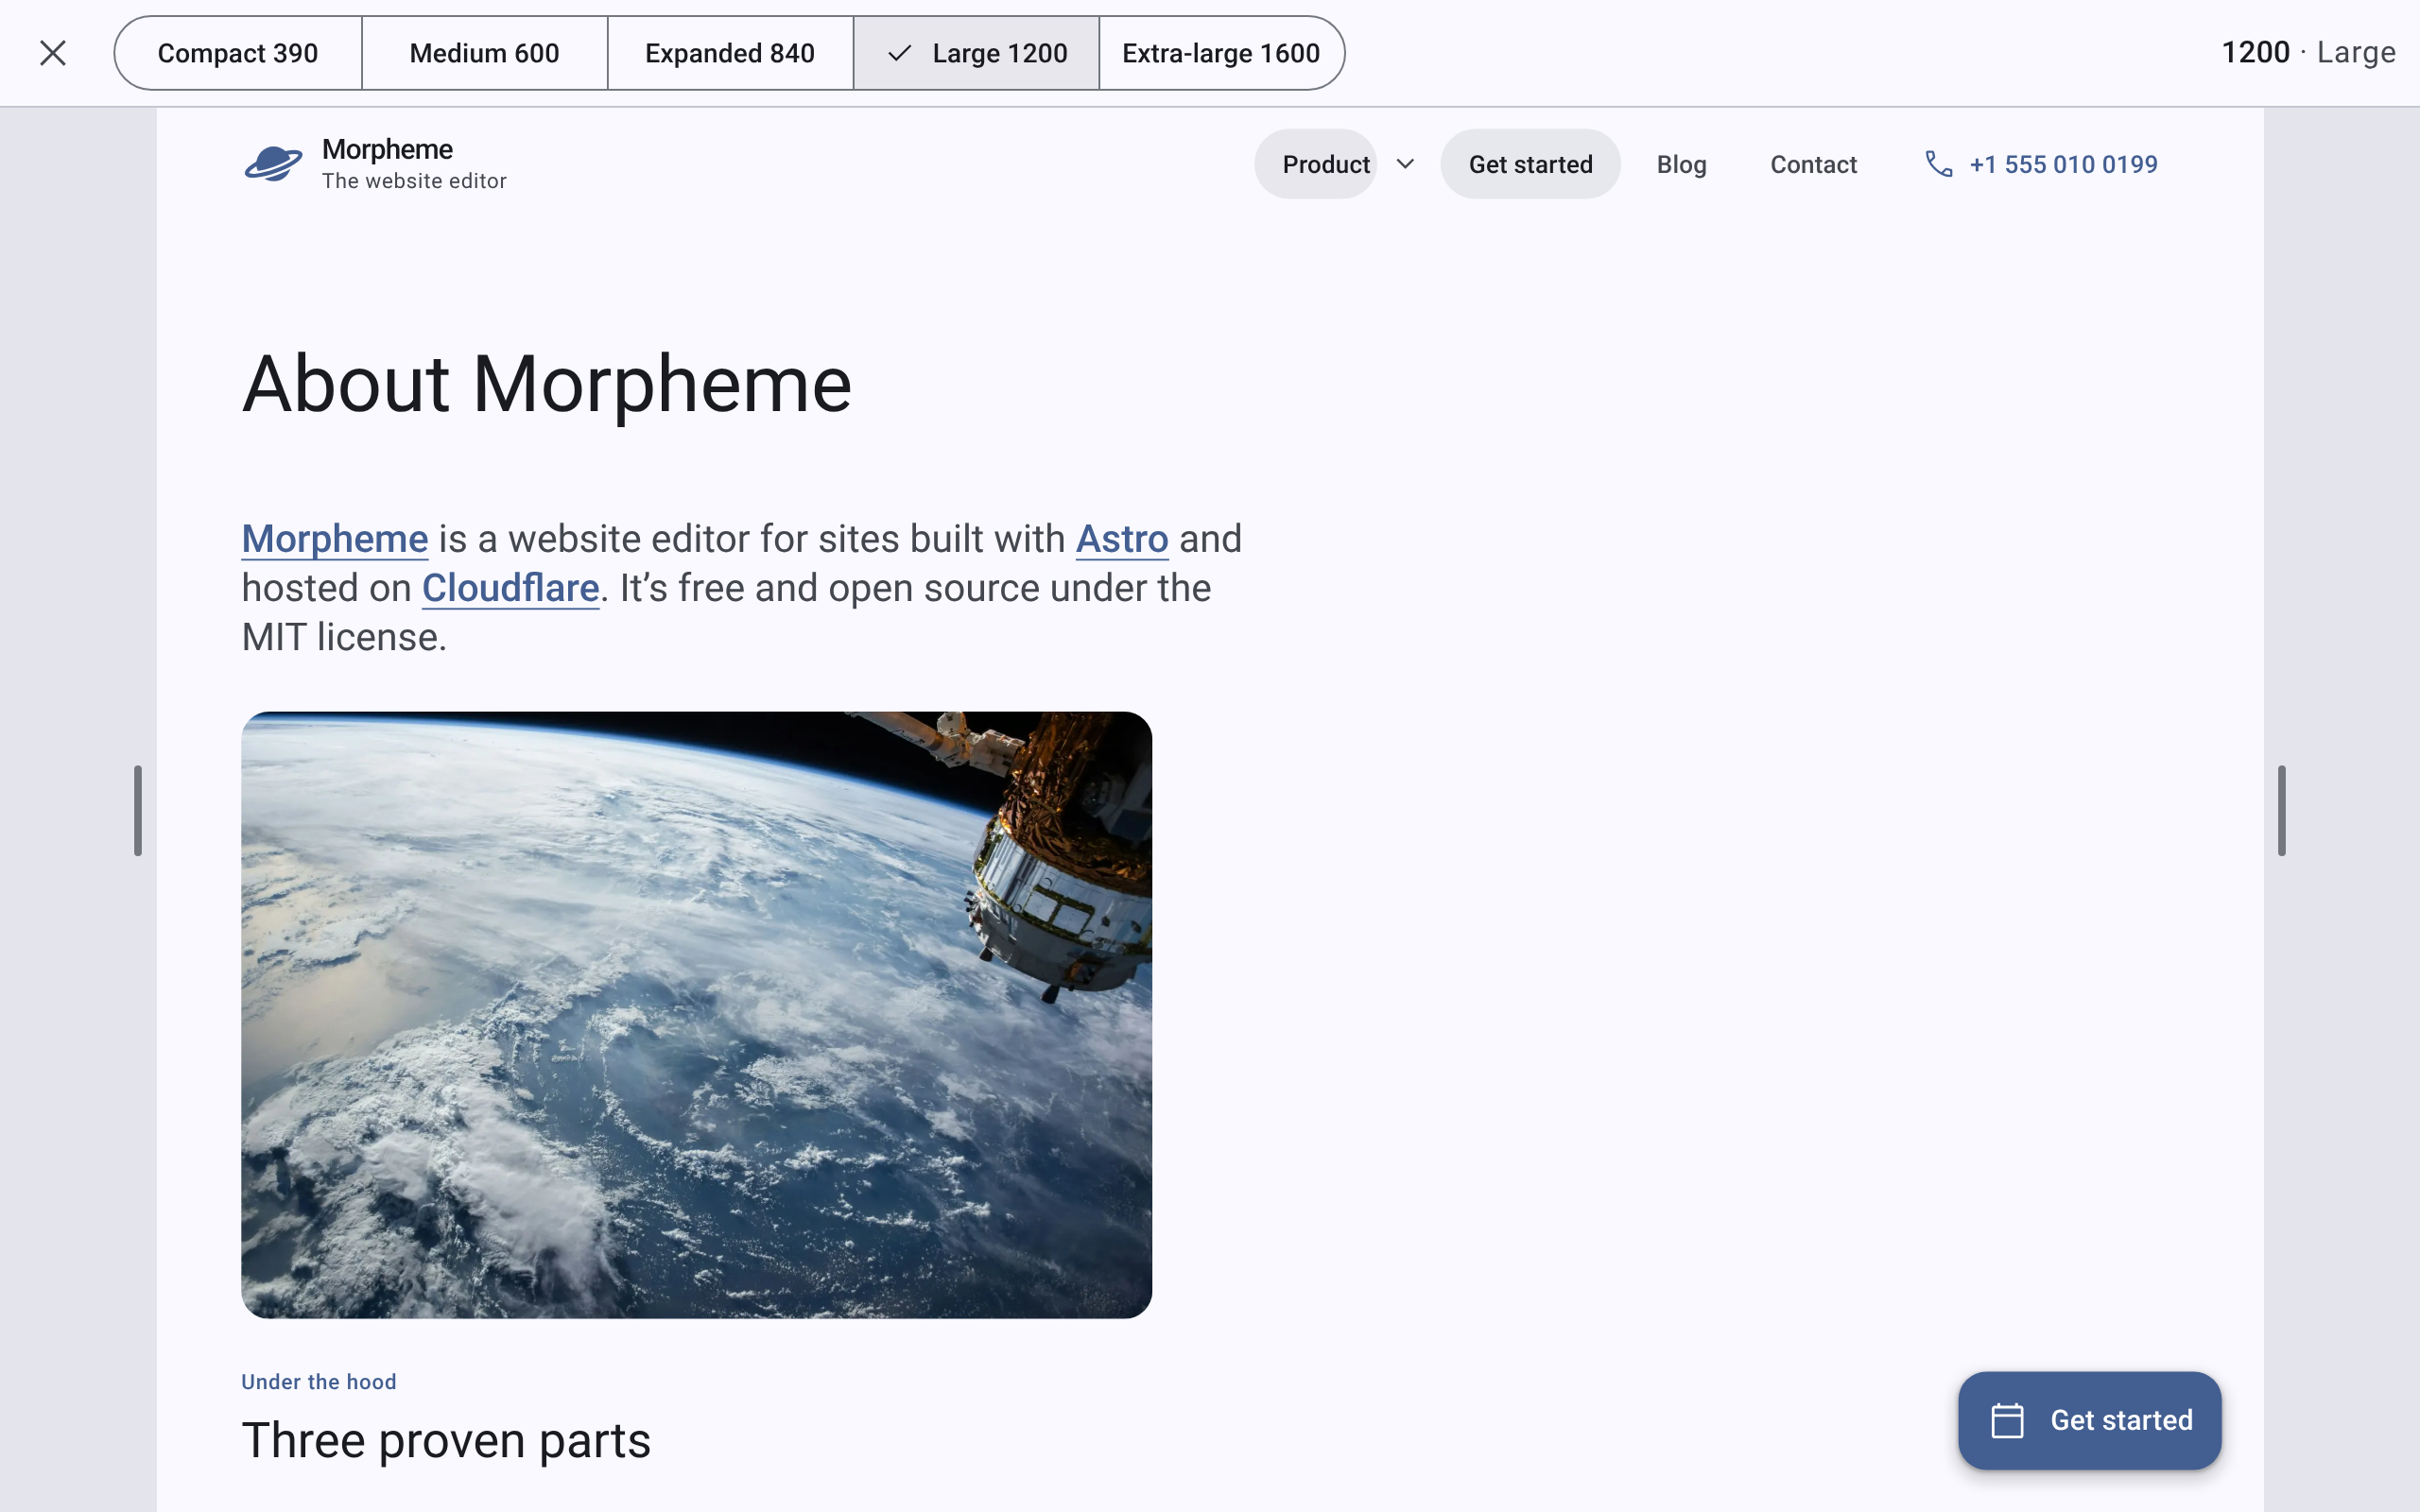 Compact 390
Medium 600
Expanded 840
Large 1200
Extra-large 1600
1200 · Large
Morpheme
The website editor
Product
Get started
Blog
Contact
+1 555 010 0199
About Morpheme
Morpheme is a website editor for sites built with Astro and
hosted on Cloudflare. It’s free and open source under the
MIT license.
Under the hood
Three proven parts
Get started